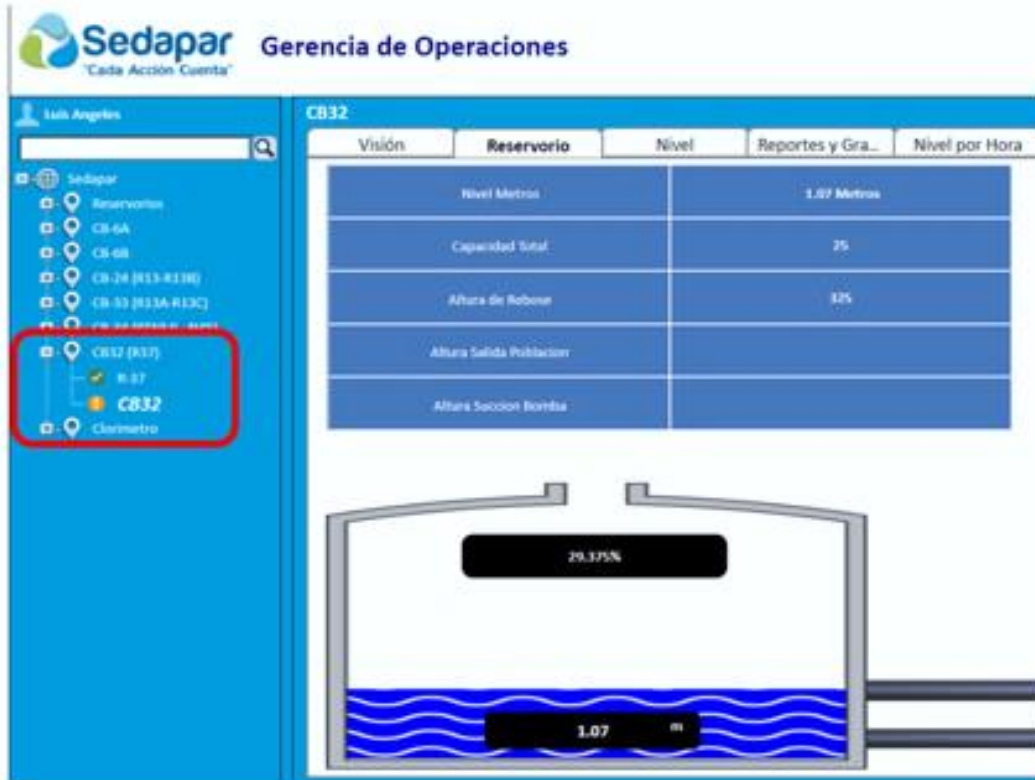 Sedapar Gerencia de Operaciones
"Cada Acción Cuenta"
Luis Angeles
CB32
Visión Reservorio Nivel Reportes y Gra... Nivel por Hora
Sedapar
Reservorios
CB-6A
CB-6B
CB-24 (R13-R13B)
CB-33 (R13A-R13C)
CB32 (R37)
R-37
CB32
Clorimetro
Nivel Metros 1.07 Metros
Capacidad Total 25
Altura de Rebose 325
Altura Salida Poblacion
Altura Succion Bomba
29.375%
1.07 m